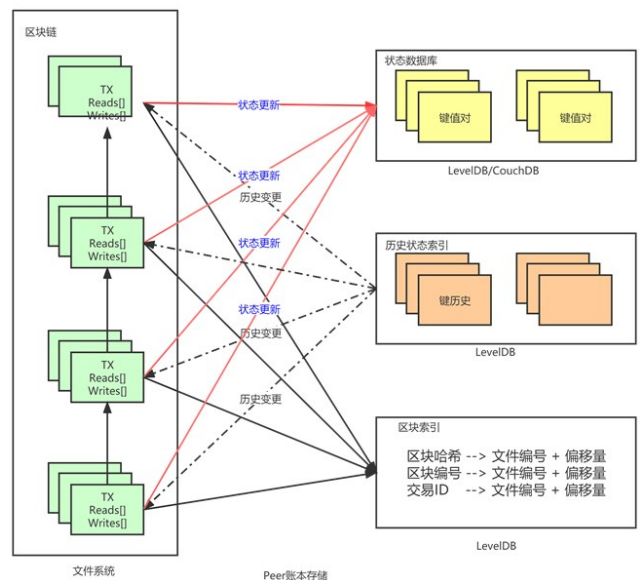 区块链
TX
Reads[]
Writes[]
TX
Reads[]
Writes[]
TX
Reads[]
Writes[]
TX
Reads[]
Writes[]
文件系统
状态更新
状态更新
历史变更
状态更新
状态更新
历史变更
历史变更
状态数据库
键值对
键值对
LevelDB/CouchDB
历史状态索引
键历史
LevelDB
区块索引
区块哈希 --> 文件编号 + 偏移量
区块编号 --> 文件编号 + 偏移量
交易ID --> 文件编号 + 偏移量
LevelDB
Peer账本存储